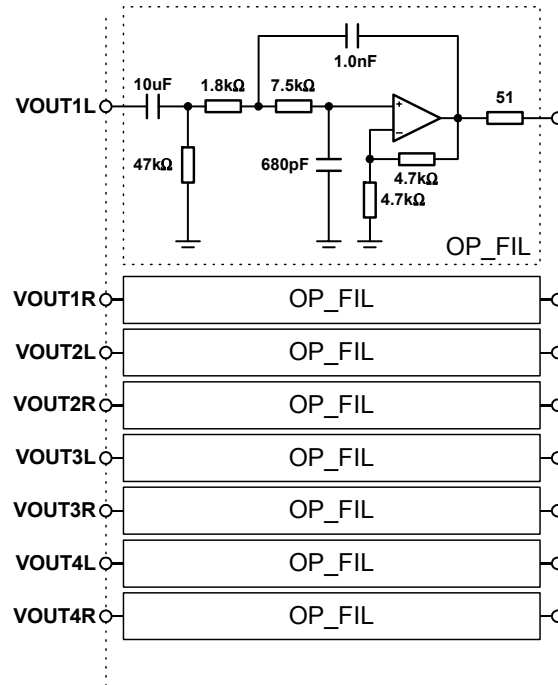 1.0nF
10uF
1.8kΩ
7.5kΩ
51
VOUT1L
+
−
47kΩ
680pF
4.7kΩ
4.7kΩ
OP_FIL
VOUT1R OP_FIL
VOUT2L OP_FIL
VOUT2R OP_FIL
VOUT3L OP_FIL
VOUT3R OP_FIL
VOUT4L OP_FIL
VOUT4R OP_FIL